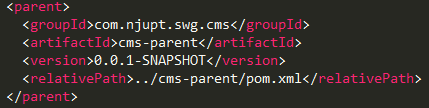 <parent>
  <groupId>com.njupt.swg.cms</groupId>
  <artifactId>cms-parent</artifactId>
  <version>0.0.1-SNAPSHOT</version>
  <relativePath>../cms-parent/pom.xml</relativePath>
</parent>